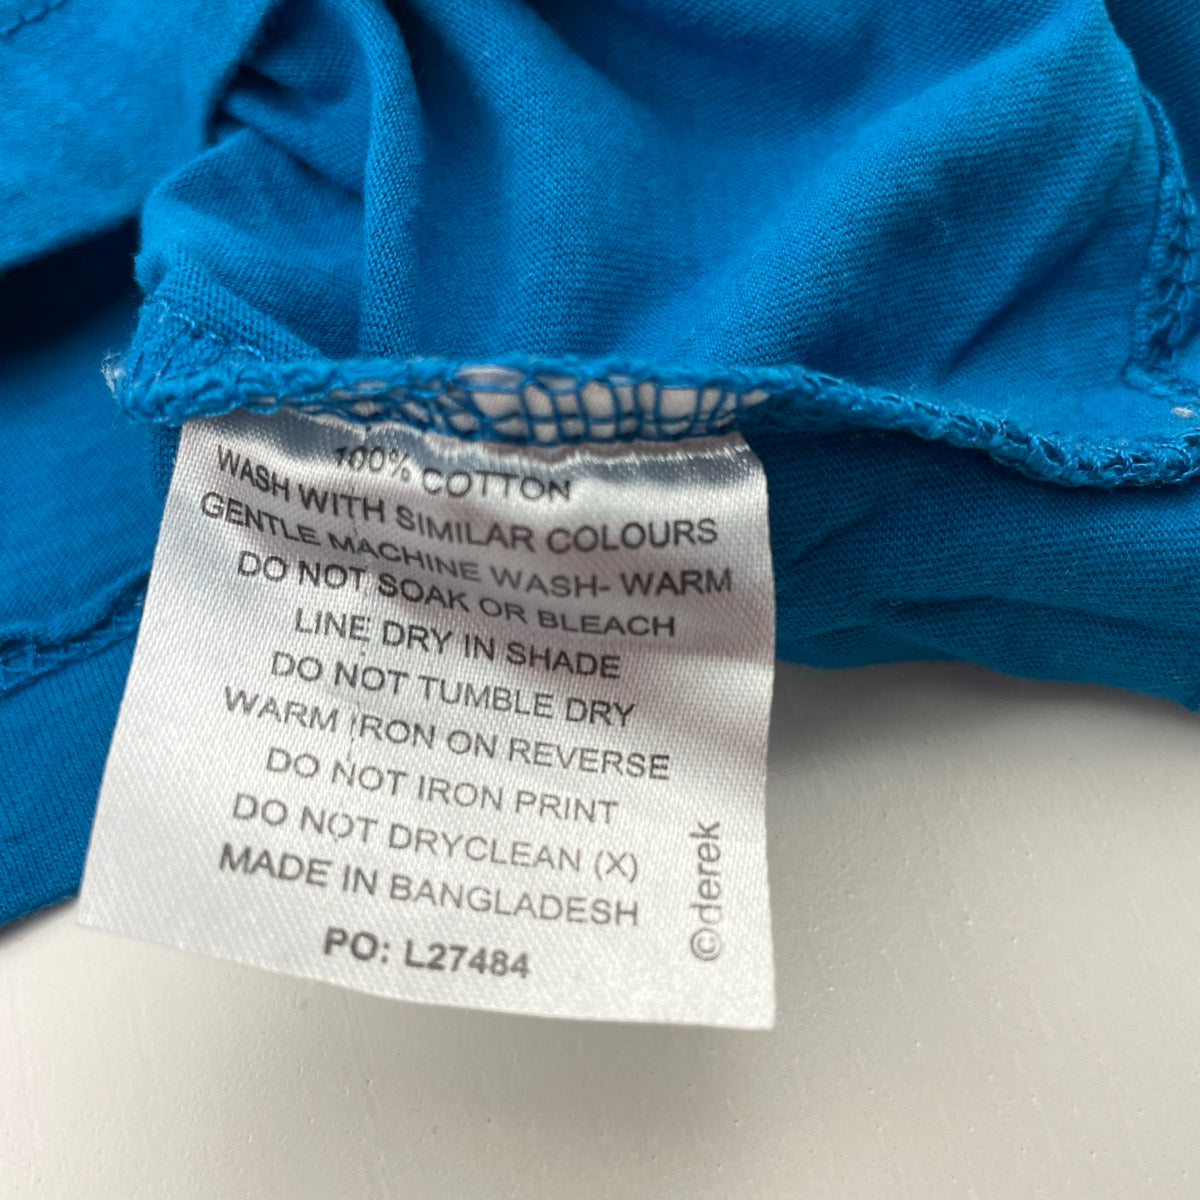 100% COTTON
WASH WITH SIMILAR COLOURS
GENTLE MACHINE WASH- WARM
DO NOT SOAK OR BLEACH
LINE DRY IN SHADE
DO NOT TUMBLE DRY
WARM IRON ON REVERSE
DO NOT IRON PRINT
DO NOT DRYCLEAN (X)
MADE IN BANGLADESH
PO: L27484
©derek